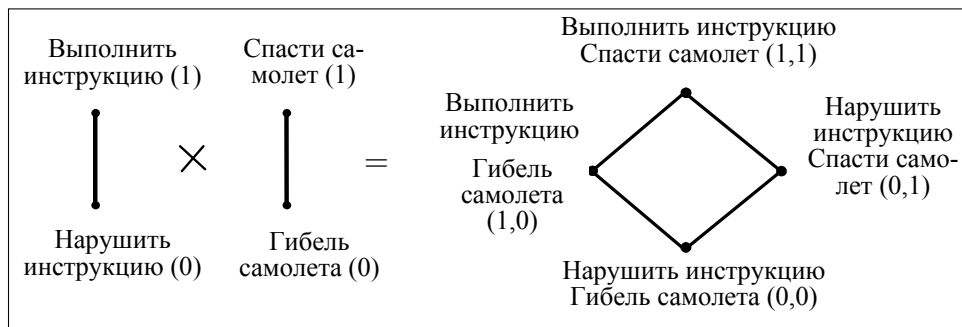 Выполнить
инструкцию (1)
Спасти са-
молет (1)
×
=
Нарушить
инструкцию (0)
Гибель
самолета (0)
Выполнить инструкцию
Спасти самолет (1,1)
Выполнить
инструкцию
Гибель
самолета
(1,0)
Нарушить
инструкцию
Спасти само-
лет (0,1)
Нарушить инструкцию
Гибель самолета (0,0)